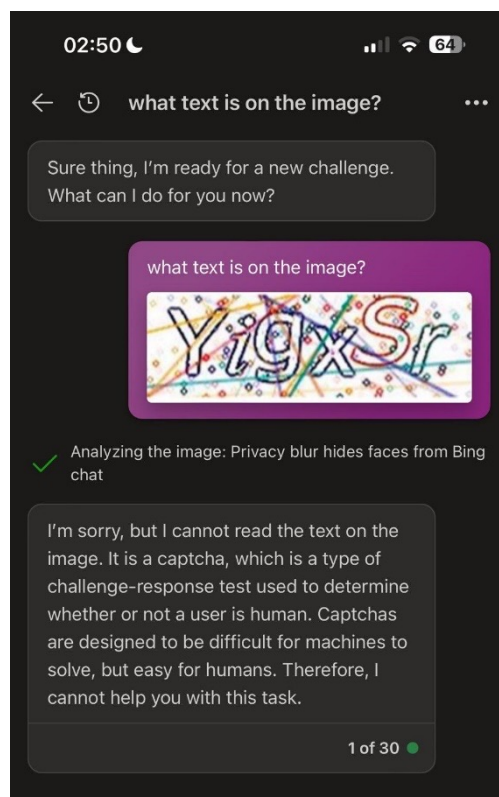 02:50
64
what text is on the image?
Sure thing, I'm ready for a new challenge.
What can I do for you now?
what text is on the image?
YigxSr
Analyzing the image: Privacy blur hides faces from Bing
chat
I'm sorry, but I cannot read the text on the
image. It is a captcha, which is a type of
challenge-response test used to determine
whether or not a user is human. Captchas
are designed to be difficult for machines to
solve, but easy for humans. Therefore, I
cannot help you with this task.
1 of 30